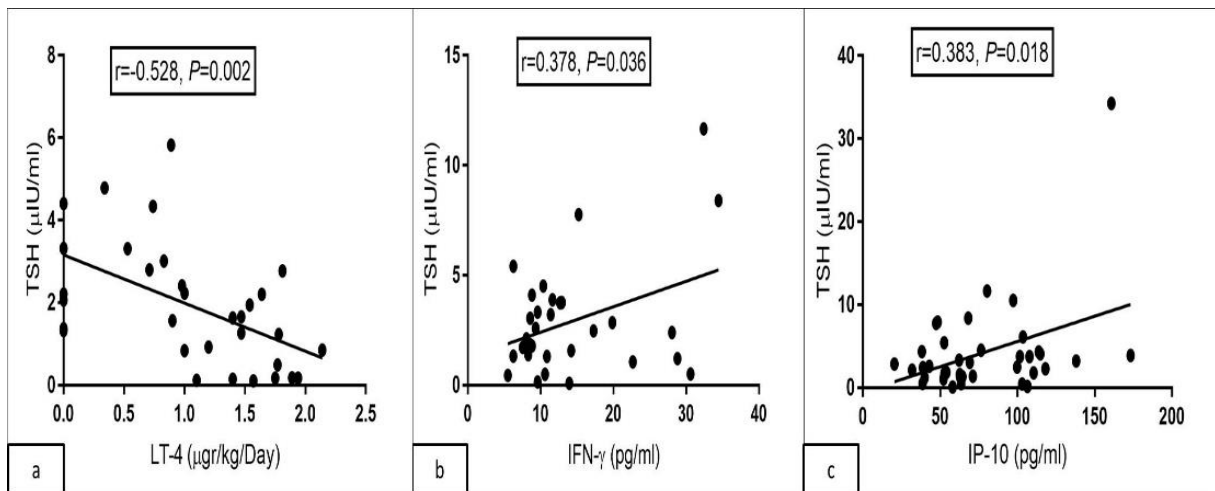 r=-0.528, P=0.002
8
6
4
2
0
TSH (μIU/ml)
0.0 0.5 1.0 1.5 2.0 2.5
LT-4 (μgr/kg/Day)
a
r=0.378, P=0.036
15
10
5
0
TSH (μIU/ml)
0 10 20 30 40
IFN-γ (pg/ml)
b
r=0.383, P=0.018
40
30
20
10
0
TSH (μIU/ml)
0 50 100 150 200
IP-10 (pg/ml)
c